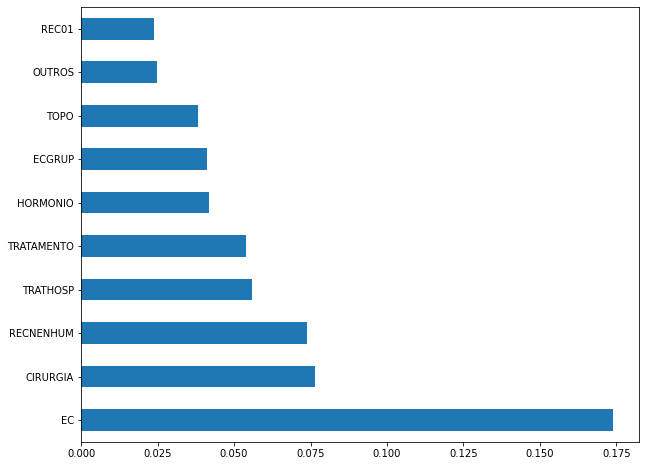 REC01
OUTROS
TOPO
ECGRUP
HORMONIO
TRATAMENTO
TRATHOSP
RECNENHUM
CIRURGIA
EC
0.000 0.025 0.050 0.075 0.100 0.125 0.150 0.175